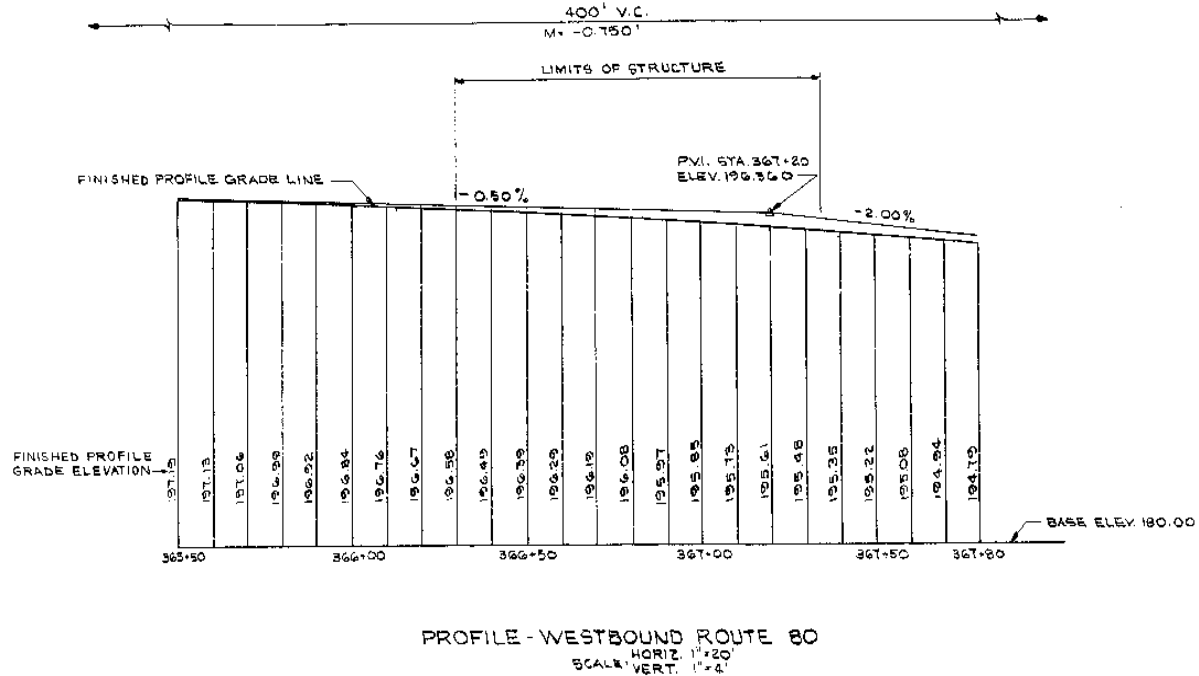 400' V.C.
M= -0.750'
LIMITS OF STRUCTURE
P.V.I. STA. 367+20
ELEV. 196.360
FINISHED PROFILE GRADE LINE
-0.50%
-2.00%
FINISHED PROFILE
GRADE ELEVATION
197.19
197.13
197.06
196.99
196.92
196.84
196.76
196.67
196.58
196.49
196.39
196.29
196.19
196.08
195.97
195.85
195.73
195.61
195.48
195.35
195.22
195.08
194.94
194.79
BASE ELEV. 180.00
365+50
366+00
366+50
367+00
367+50
367+80
PROFILE - WESTBOUND ROUTE 80
SCALE: HORIZ. 1"=20'
VERT. 1"=4'